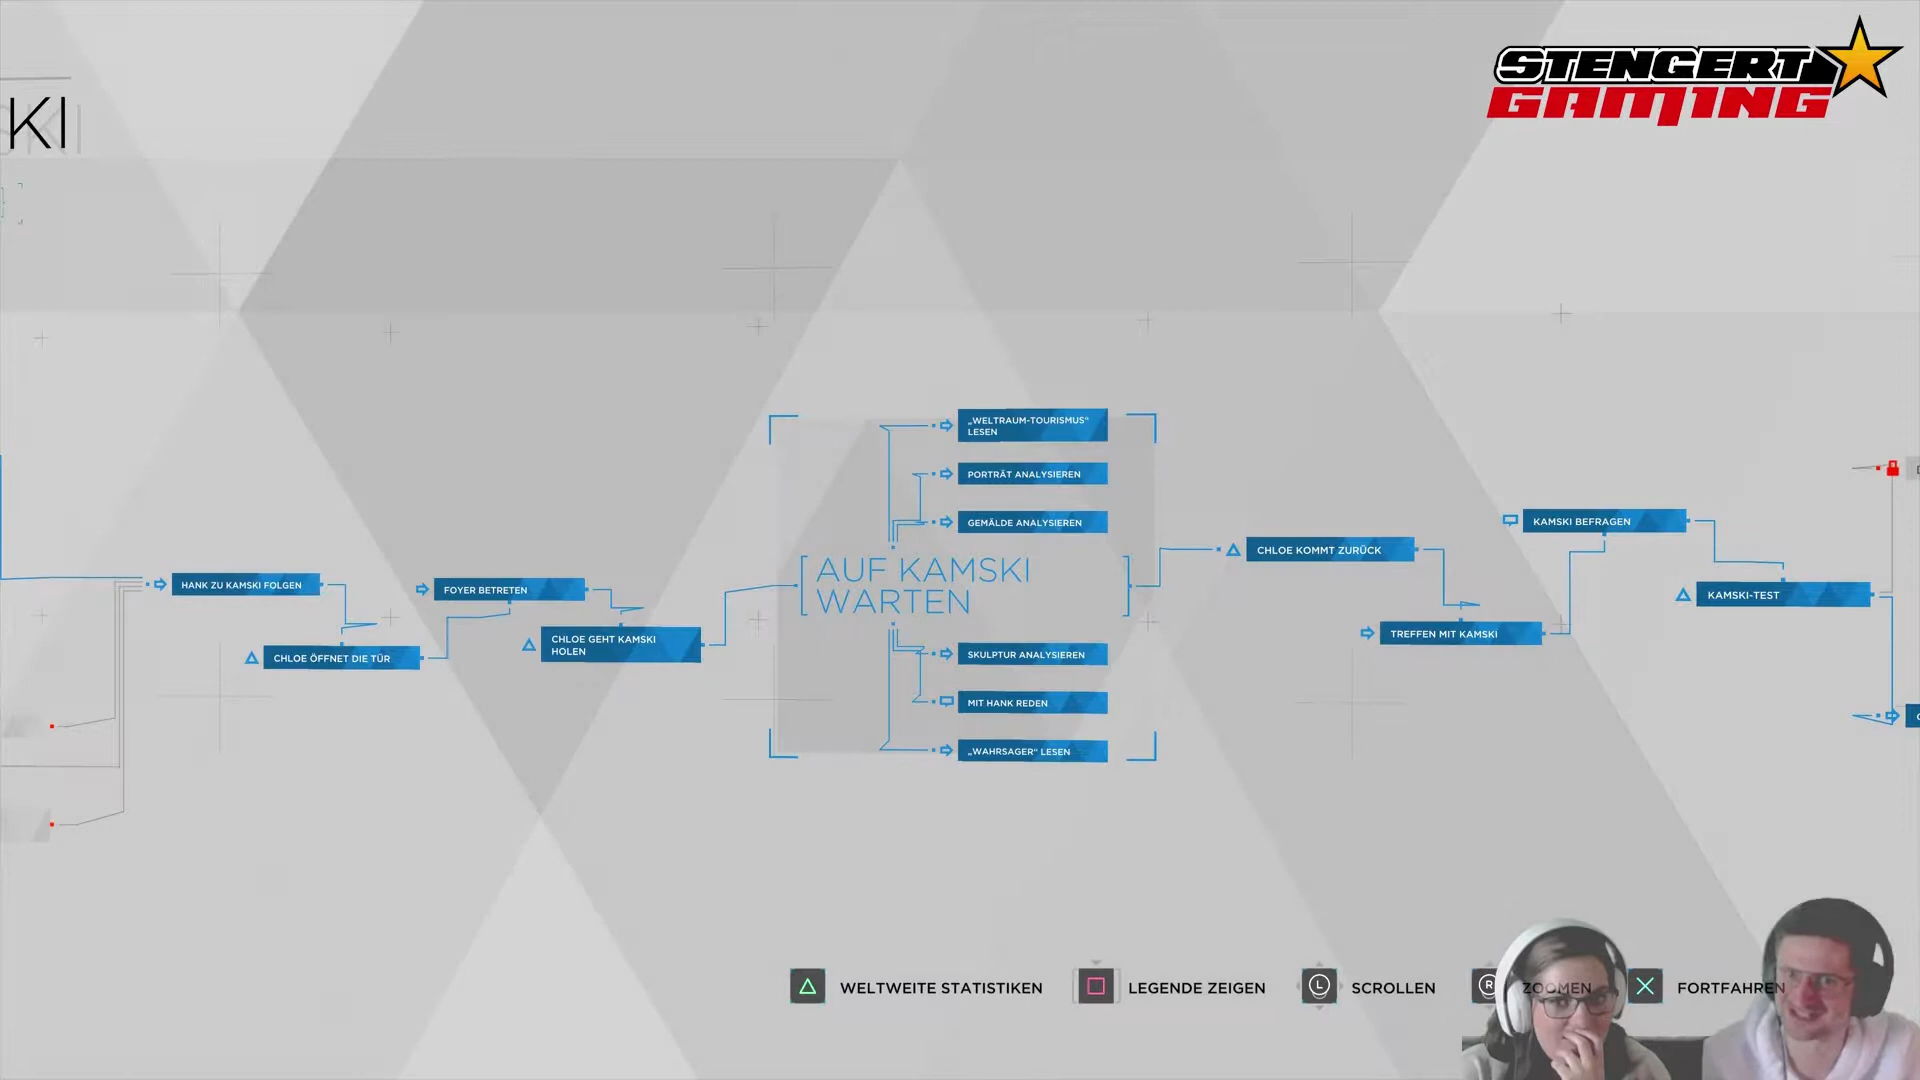 STENGERT
GAMING
KI
„WELTRAUM-TOURISMUS“
LESEN
PORTRÄT ANALYSIEREN
GEMÄLDE ANALYSIEREN
KAMSKI BEFRAGEN
CHLOE KOMMT ZURÜCK
HANK ZU KAMSKI FOLGEN
FOYER BETRETEN
AUF KAMSKI
WARTEN
KAMSKI-TEST
CHLOE GEHT KAMSKI
HOLEN
TREFFEN MIT KAMSKI
CHLOE ÖFFNET DIE TÜR
SKULPTUR ANALYSIEREN
MIT HANK REDEN
„WAHRSAGER“ LESEN
WELTWEITE STATISTIKEN
LEGENDE ZEIGEN
L
SCROLLEN
R
ZOOMEN
FORTFAHREN